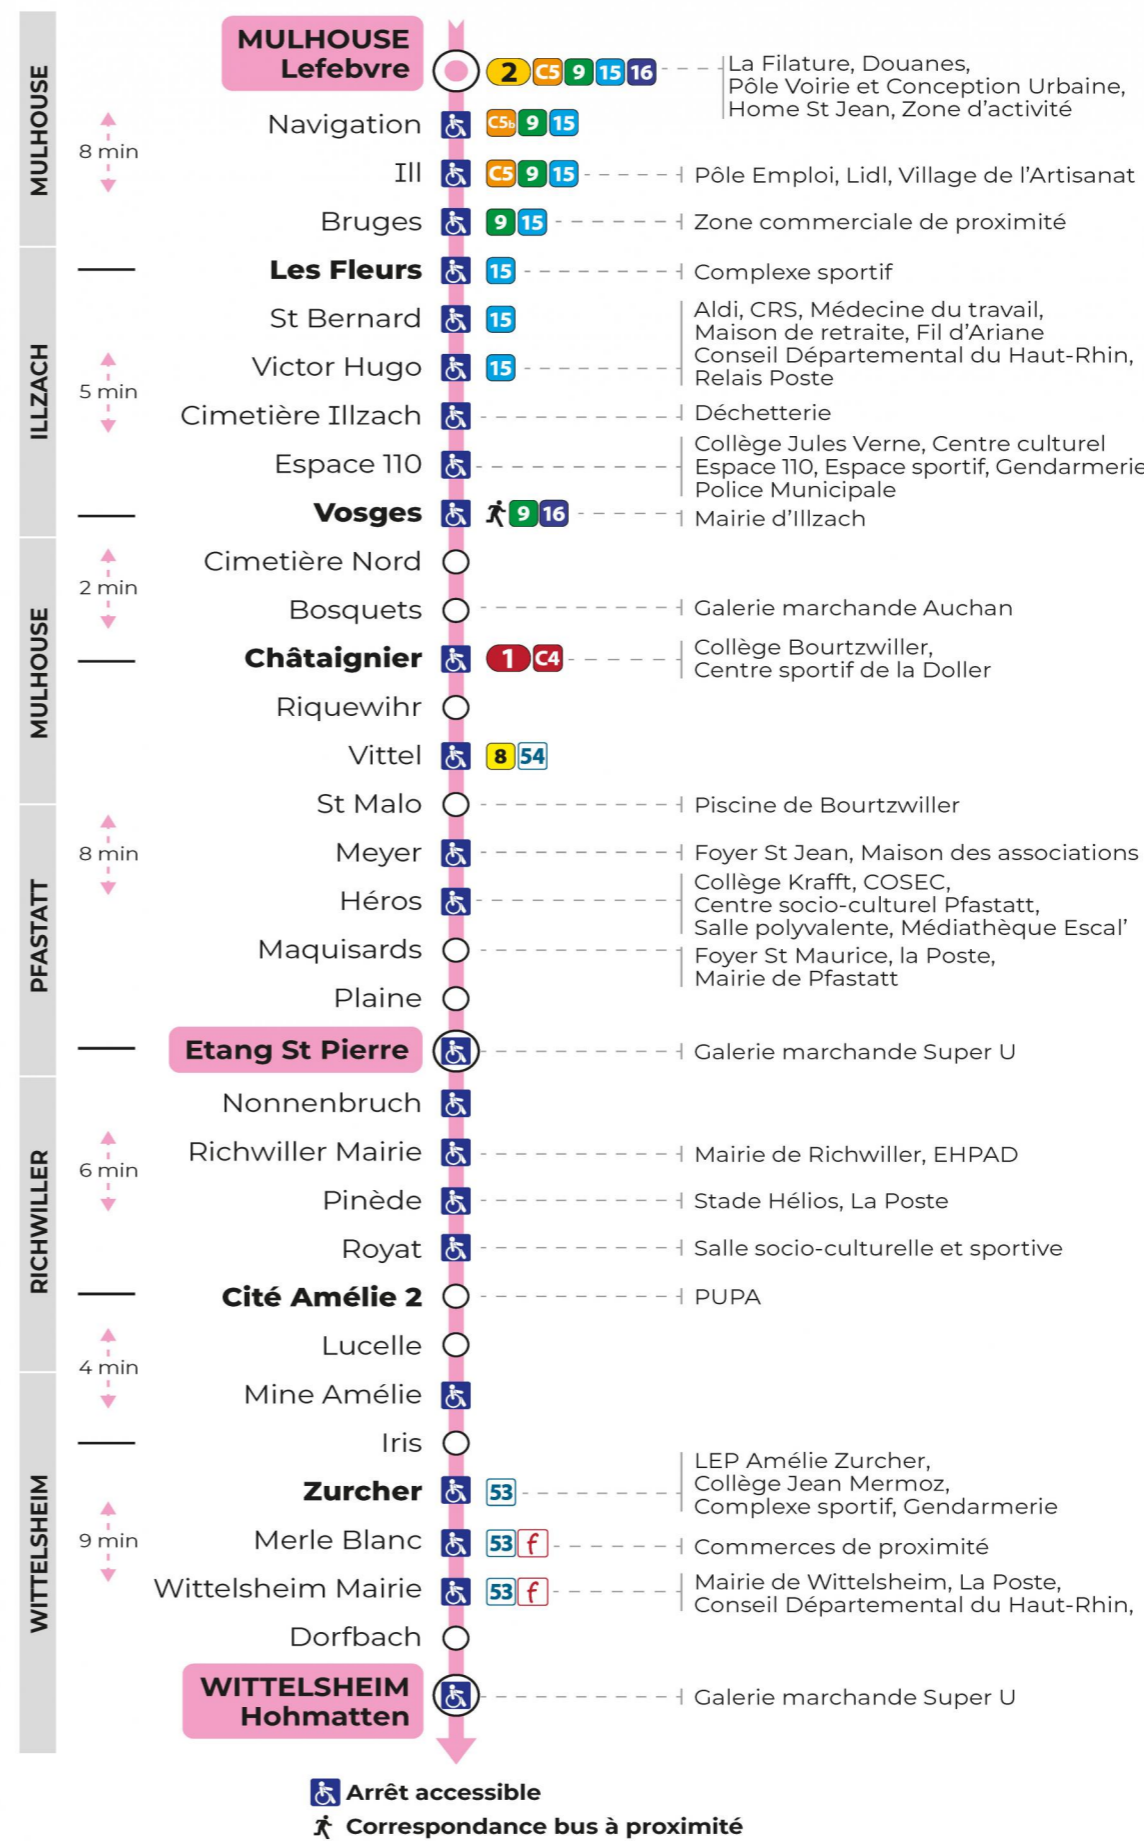 MULHOUSE
Lefebvre
2 C5 9 15 16
La Filature, Douanes,
Pôle Voirie et Conception Urbaine,
Home St Jean, Zone d'activité
MULHOUSE
8 min
Navigation
C5b 9 15
Ill
C5 9 15
Pôle Emploi, Lidl, Village de l'Artisanat
Bruges
9 15
Zone commerciale de proximité
ILLZACH
Les Fleurs
15
Complexe sportif
St Bernard
15
Aldi, CRS, Médecine du travail,
Maison de retraite, Fil d'Ariane
5 min
Victor Hugo
15
Conseil Départemental du Haut-Rhin,
Relais Poste
Cimetière Illzach
Déchetterie
Espace 110
Collège Jules Verne, Centre culturel
Espace 110, Espace sportif, Gendarmerie
Police Municipale
Vosges
9 16
Mairie d'Illzach
MULHOUSE
Cimetière Nord
2 min
Bosquets
Galerie marchande Auchan
Châtaignier
1 C4
Collège Bourtzwiller,
Centre sportif de la Doller
Riquewihr
Vittel
8 54
PFASTATT
St Malo
Piscine de Bourtzwiller
8 min
Meyer
Foyer St Jean, Maison des associations
Héros
Collège Krafft, COSEC,
Centre socio-culturel Pfastatt,
Salle polyvalente, Médiathèque Escal'
Maquisards
Foyer St Maurice, la Poste,
Mairie de Pfastatt
Plaine
Etang St Pierre
Galerie marchande Super U
RICHWILLER
Nonnenbruch
6 min
Richwiller Mairie
Mairie de Richwiller, EHPAD
Pinède
Stade Hélios, La Poste
Royat
Salle socio-culturelle et sportive
Cité Amélie 2
PUPA
Lucelle
4 min
WITTELSHEIM
Mine Amélie
Iris
Zurcher
53
LEP Amélie Zurcher,
Collège Jean Mermoz,
Complexe sportif, Gendarmerie
9 min
Merle Blanc
53 f
Commerces de proximité
Wittelsheim Mairie
53 f
Mairie de Wittelsheim, La Poste,
Conseil Départemental du Haut-Rhin,
Dorfbach
WITTELSHEIM
Hohmatten
Galerie marchande Super U
Arrêt accessible
Correspondance bus à proximité